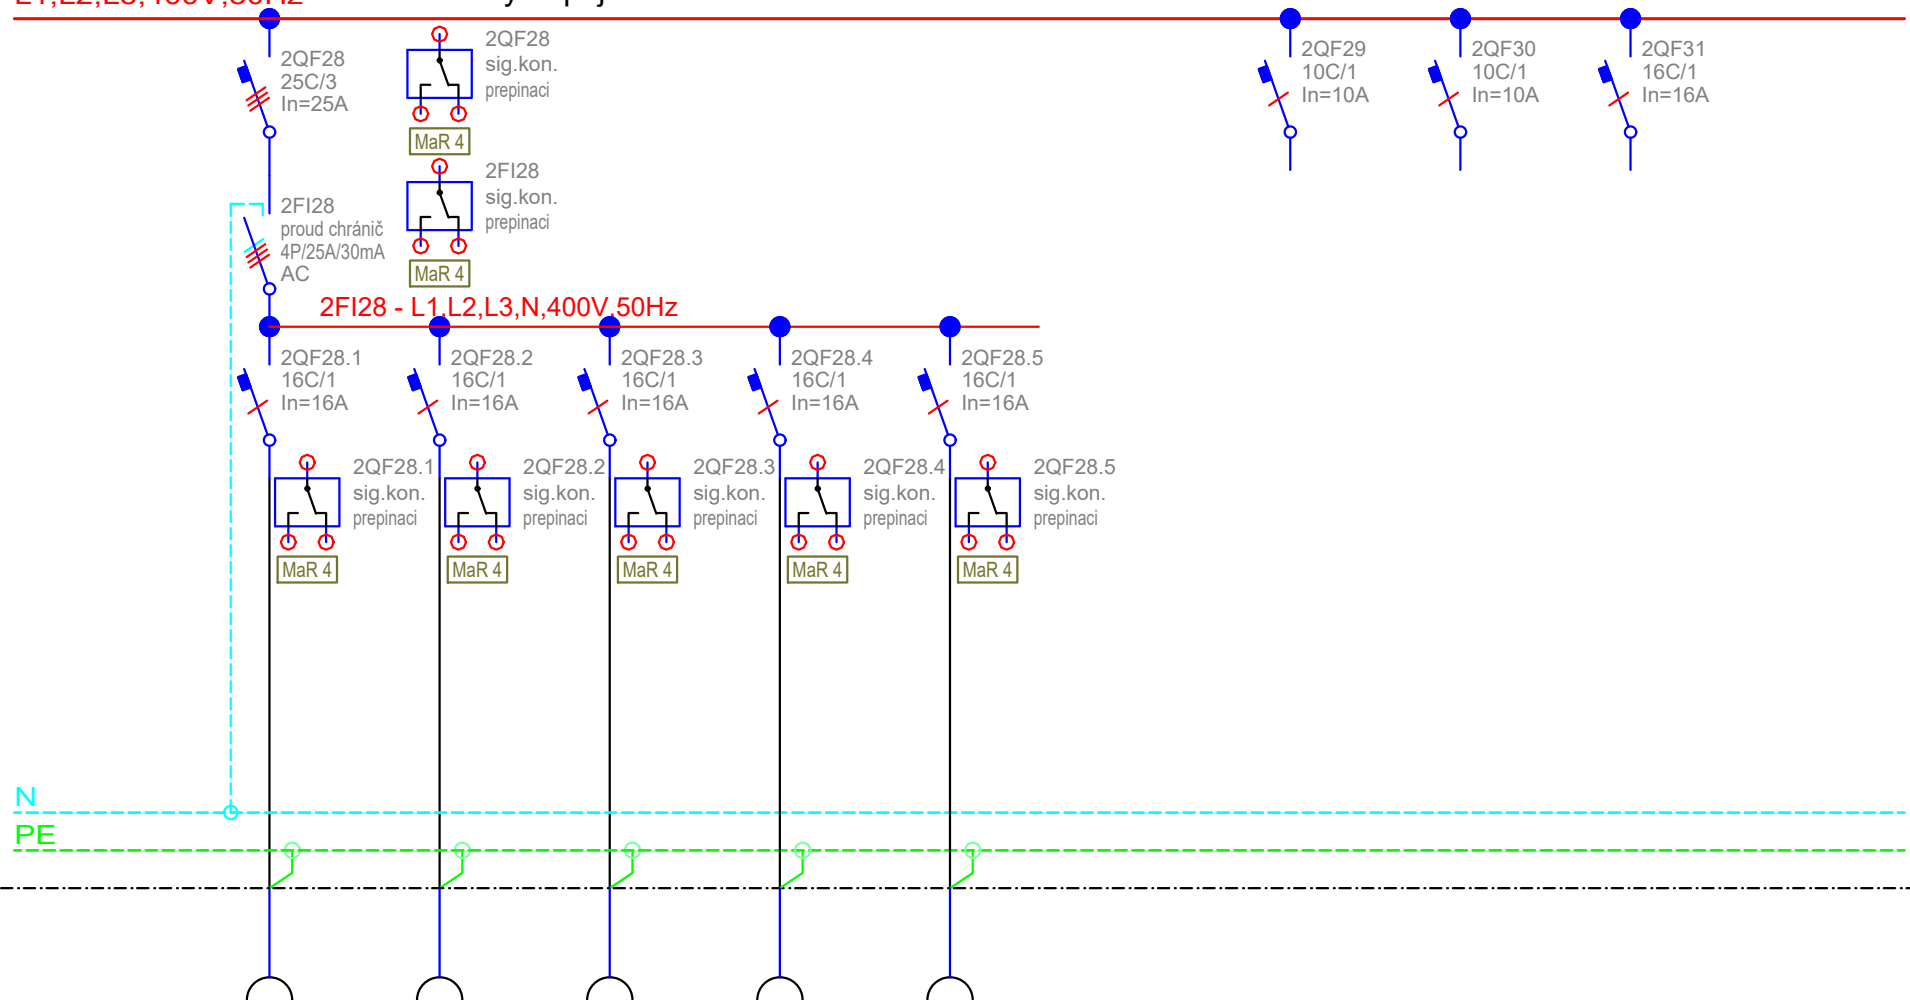 L1,L2,L3,400V,50Hz
2QF28
25C/3
In=25A
2QF28
sig.kon.
prepinaci
MaR 4
2FI28
sig.kon.
prepinaci
MaR 4
2FI28
proud chránič
4P/25A/30mA
AC
2QF29
10C/1
In=10A
2QF30
10C/1
In=10A
2QF31
16C/1
In=16A
2FI28 - L1,L2,L3,N,400V,50Hz
2QF28.1
16C/1
In=16A
2QF28.2
16C/1
In=16A
2QF28.3
16C/1
In=16A
2QF28.4
16C/1
In=16A
2QF28.5
16C/1
In=16A
2QF28.1
sig.kon.
prepinaci
MaR 4
2QF28.2
sig.kon.
prepinaci
MaR 4
2QF28.3
sig.kon.
prepinaci
MaR 4
2QF28.4
sig.kon.
prepinaci
MaR 4
2QF28.5
sig.kon.
prepinaci
MaR 4
N
PE